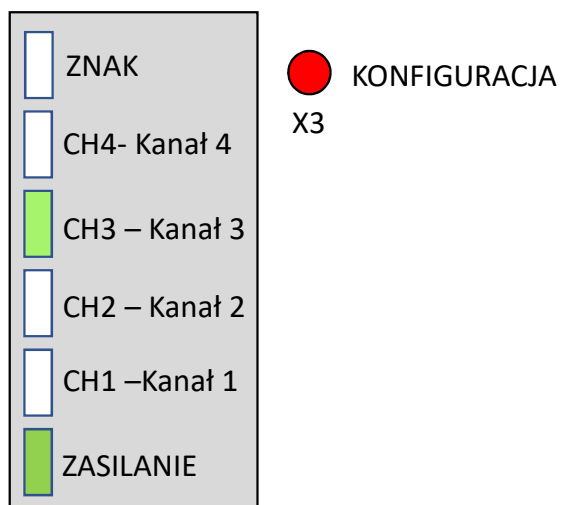 ZNAK
CH4- Kanał 4
CH3 – Kanał 3
CH2 – Kanał 2
CH1 –Kanał 1
ZASILANIE
KONFIGURACJA
X3